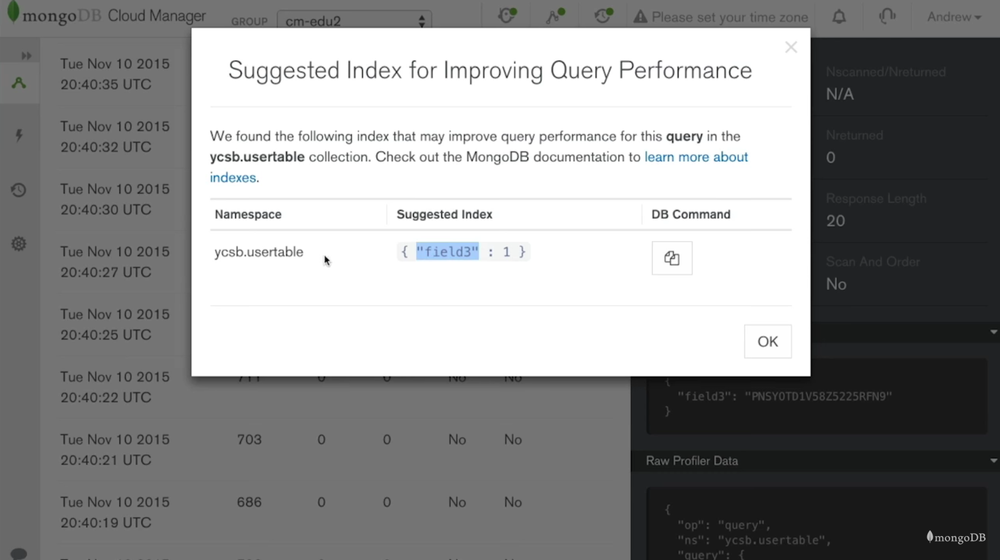 mongoDB Cloud Manager
GROUP cm-edu2
Please set your time zone
Andrew
Suggested Index for Improving Query Performance
We found the following index that may improve query performance for this query in the
ycsb.usertable collection. Check out the MongoDB documentation to learn more about
indexes.
Namespace Suggested Index DB Command
ycsb.usertable { "field3" : 1 }
OK
Tue Nov 10 2015
20:40:35 UTC
Tue Nov 10 2015
20:40:32 UTC
Tue Nov 10 2015
20:40:30 UTC
Tue Nov 10 2015
20:40:27 UTC
Tue Nov 10 2015
20:40:25 UTC
Tue Nov 10 2015 711 0 0 No No
20:40:22 UTC
Tue Nov 10 2015 703 0 0 No No
20:40:21 UTC
Tue Nov 10 2015 686 0 0 No No
20:40:19 UTC
Nscanned/Nreturned
N/A
Nreturned
0
Response Length
20
Scan And Order
No
{
"field3": "PNSYOTD1V58Z5225RFN9"
}
Raw Profiler Data
{
"op": "query",
"ns": "ycsb.usertable",
"query": {
mongoDB